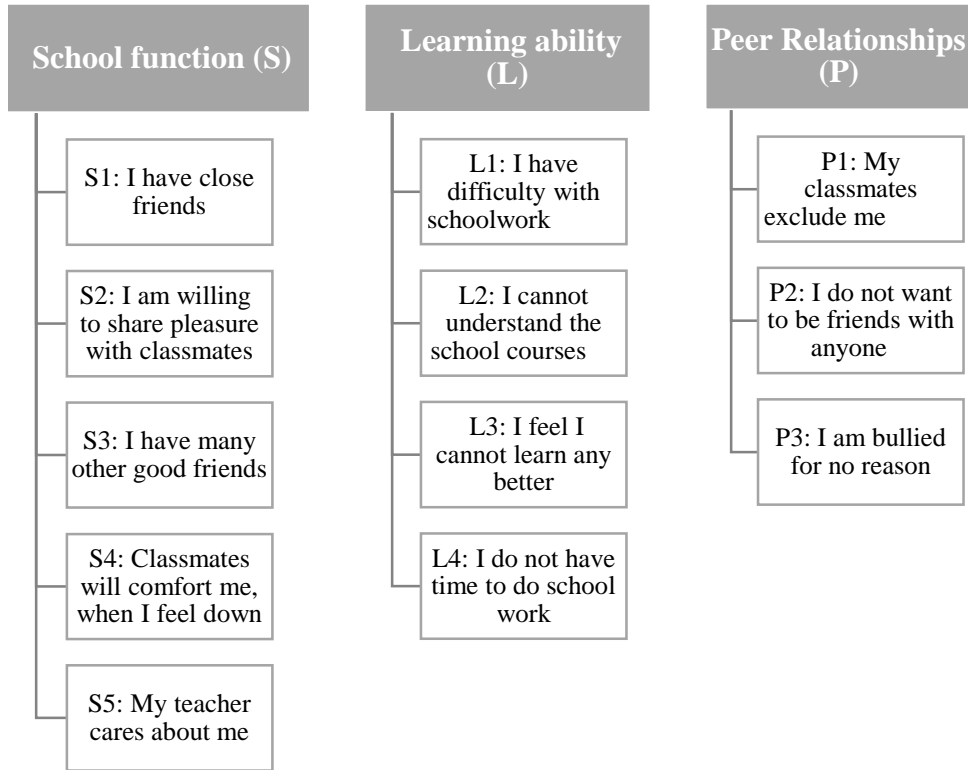 School function (S)
S1: I have close
friends
S2: I am willing
to share pleasure
with classmates
S3: I have many
other good friends
S4: Classmates
will comfort me,
when I feel down
S5: My teacher
cares about me
Learning ability
(L)
L1: I have
difficulty with
schoolwork
L2: I cannot
understand the
school courses
L3: I feel I
cannot learn any
better
L4: I do not have
time to do school
work
Peer Relationships
(P)
P1: My
classmates
exclude me
P2: I do not want
to be friends with
anyone
P3: I am bullied
for no reason